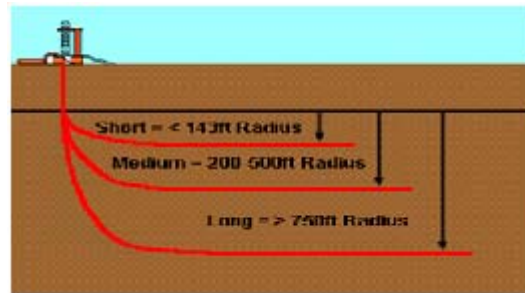 Short = < 143ft Radius
Medium = 200-500ft Radius
Long = > 750ft Radius